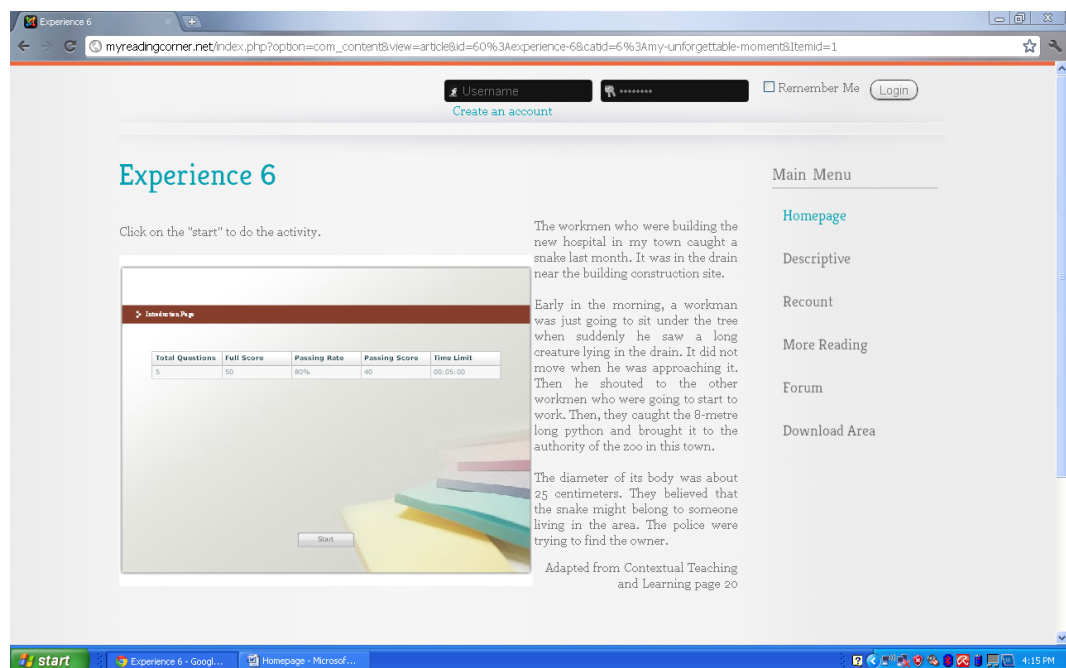 Experience 6
myreadingcorner.net/index.php?option=com_content&view=article&id=60%3Aexperience-6&catid=6%3Amy-unforgettable-moment&Itemid=1
Username
Remember Me
Login
Create an account
Experience 6
Click on the "start" to do the activity.
Introduction Page
Total Questions Full Score Passing Rate Passing Score Time Limit
5 50 80% 40 00:05:00
Start
The workmen who were building the
new hospital in my town caught a
snake last month. It was in the drain
near the building construction site.
Early in the morning, a workman
was just going to sit under the tree
when suddenly he saw a long
creature lying in the drain. It did not
move when he was approaching it.
Then he shouted to the other
workmen who were going to start to
work. Then, they caught the 8-metre
long python and brought it to the
authority of the zoo in this town.
The diameter of its body was about
25 centimeters. They believed that
the snake might belong to someone
living in the area. The police were
trying to find the owner.
Adapted from Contextual Teaching
and Learning page 20
Main Menu
Homepage
Descriptive
Recount
More Reading
Forum
Download Area
start
Experience 6 - Googl...
Homepage - Microsof...
4:15 PM